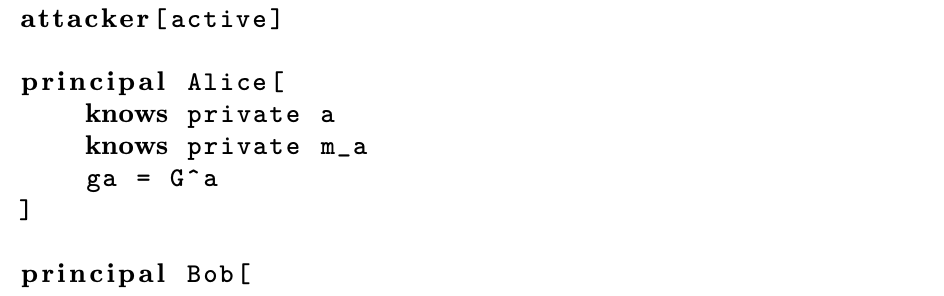 attacker[active]
principal Alice[
knows private a
knows private m_a
ga = G^a
]
principal Bob[